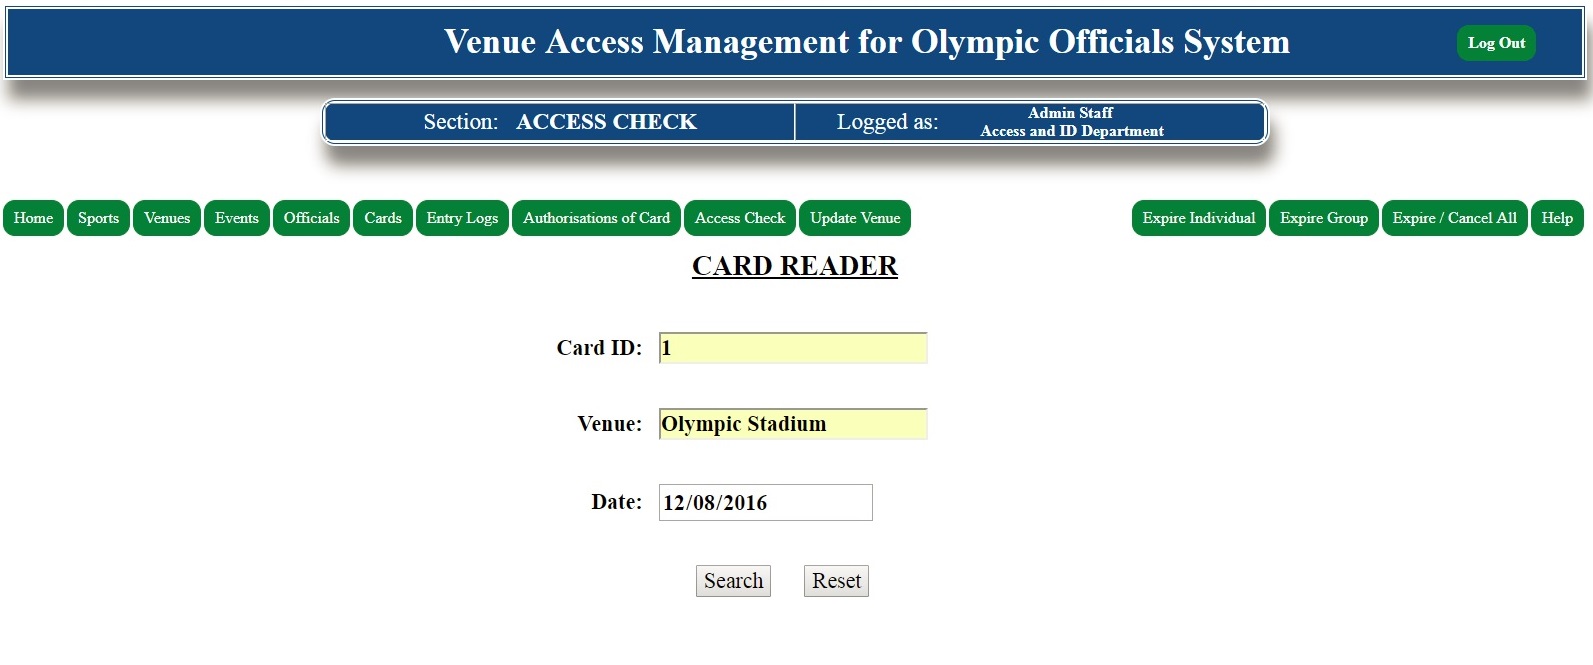 Venue Access Management for Olympic Officials System
Log Out
Section: ACCESS CHECK
Logged as:
Admin Staff
Access and ID Department
Home Sports Venues Events Officials Cards Entry Logs Authorisations of Card Access Check Update Venue Expire Individual Expire Group Expire / Cancel All Help
CARD READER
Card ID: 1
Venue: Olympic Stadium
Date: 12/08/2016
Search Reset